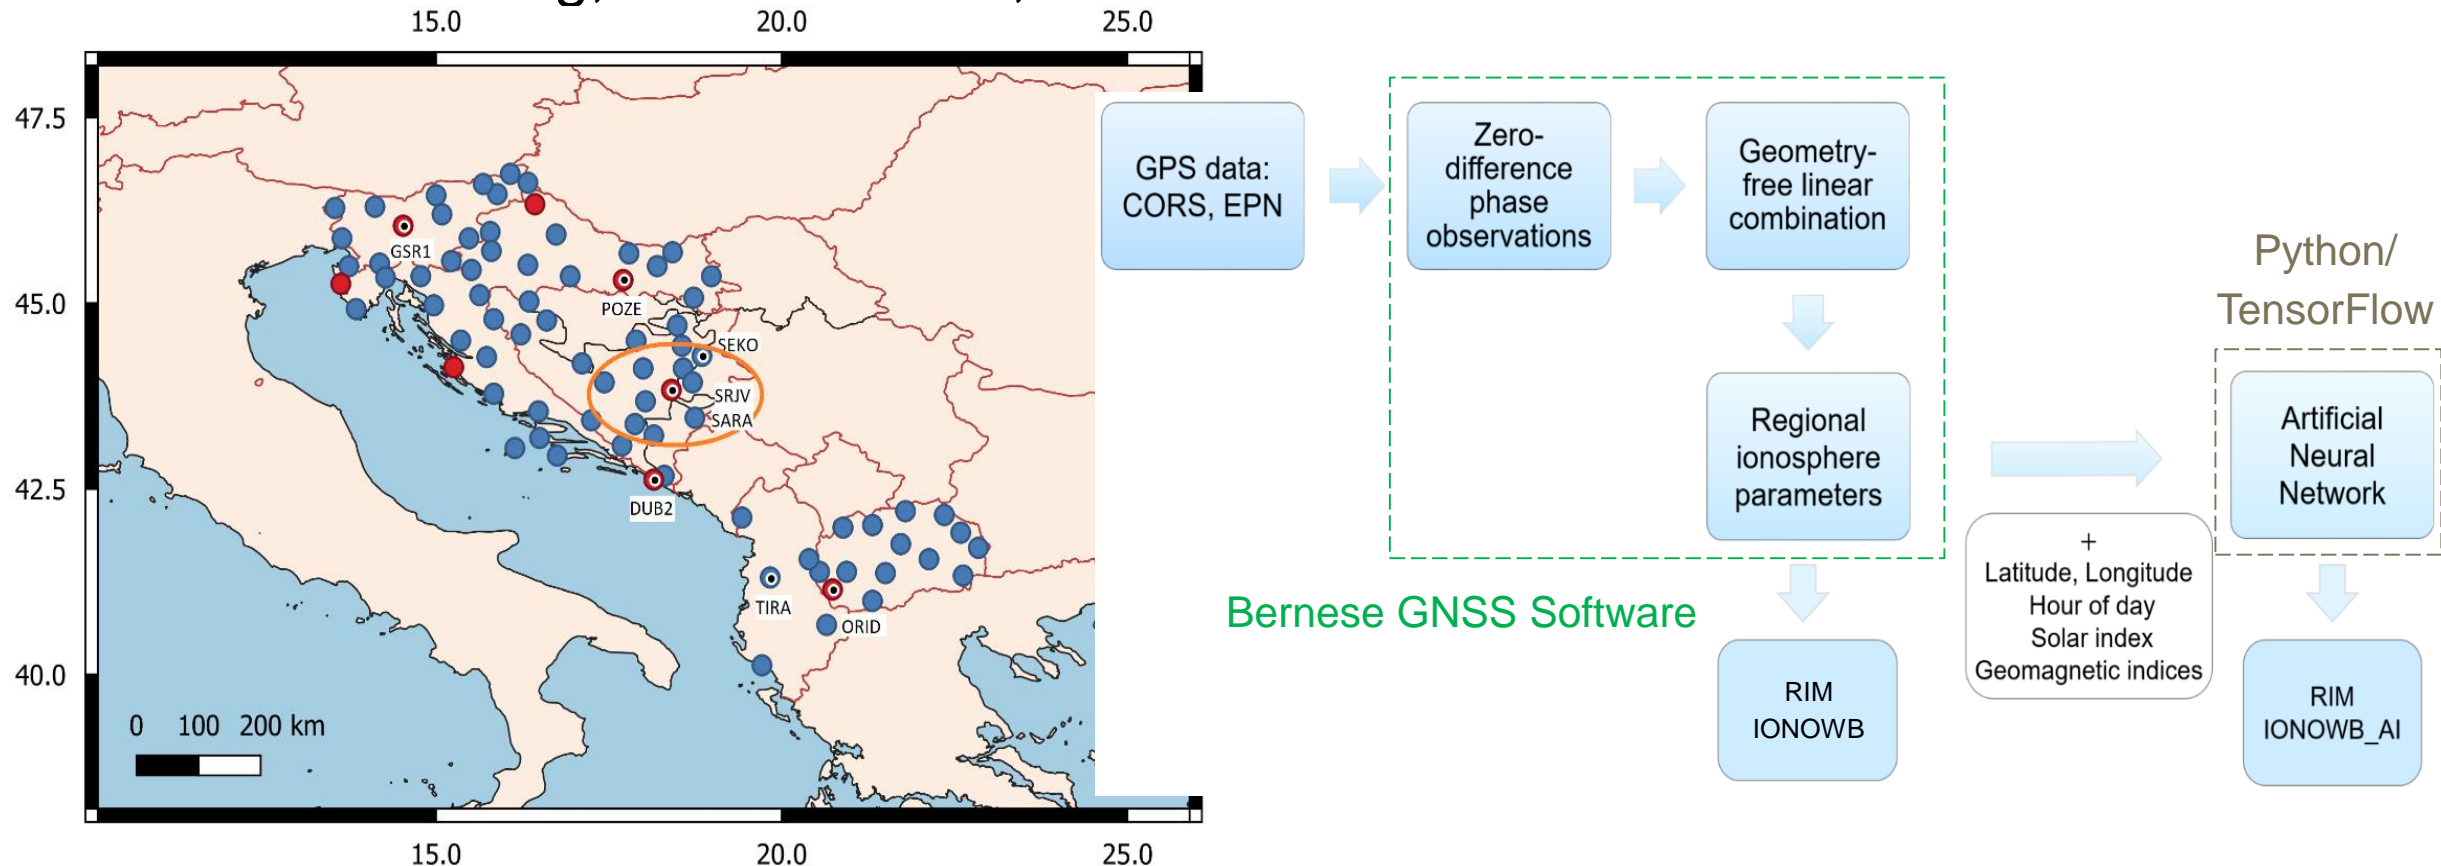 15.0 20.0 25.0
47.5
45.0
42.5
40.0
GSR1
POZE
SEKO
SRJV
SARA
DUB2
TIRA
ORID
0 100 200 km
15.0 20.0 25.0
GPS data:
CORS, EPN
Zero-
difference
phase
observations
Geometry-
free linear
combination
Regional
ionosphere
parameters
Bernese GNSS Software
RIM
IONOWB
Python/
TensorFlow
Artificial
Neural
Network
+
Latitude, Longitude
Hour of day
Solar index
Geomagnetic indices
RIM
IONOWB_AI